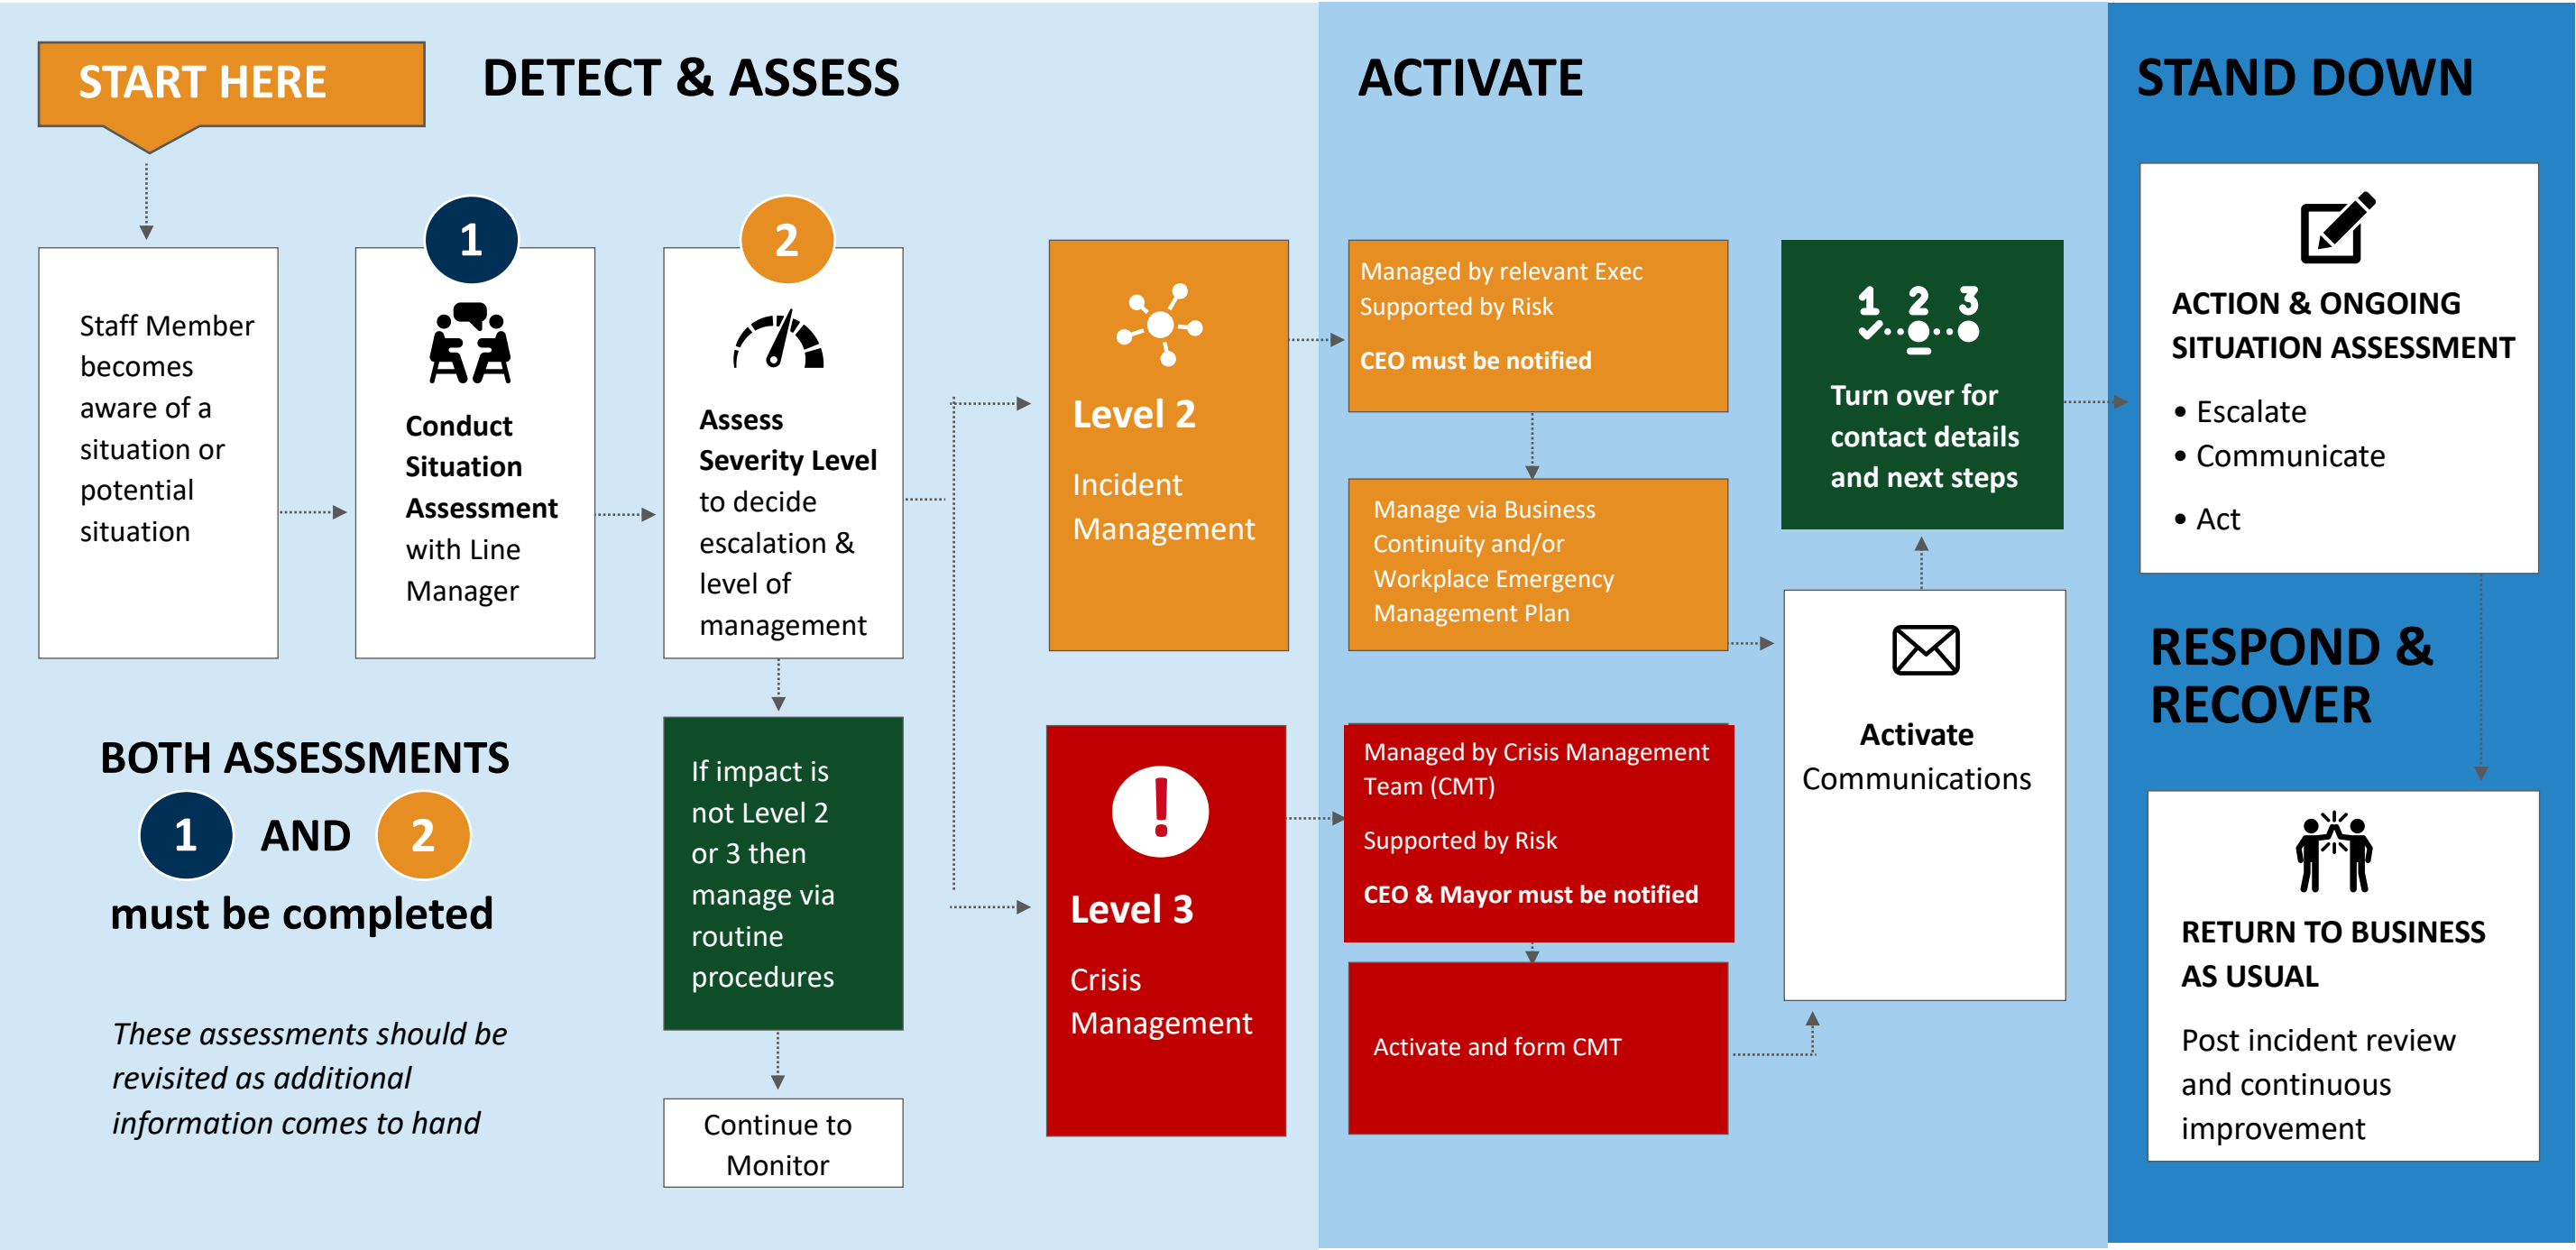 START HERE
DETECT & ASSESS
ACTIVATE
STAND DOWN
Staff Member
becomes
aware of a
situation or
potential
situation
1
Conduct
Situation
Assessment
with Line
Manager
2
Assess
Severity Level
to decide
escalation &
level of
management
If impact is
not Level 2
or 3 then
manage via
routine
procedures
Continue to
Monitor
BOTH ASSESSMENTS
1 AND 2
must be completed
These assessments should be
revisited as additional
information comes to hand
Level 2
Incident
Management
Level 3
Crisis
Management
Managed by relevant Exec
Supported by Risk
CEO must be notified
Manage via Business
Continuity and/or
Workplace Emergency
Management Plan
Managed by Crisis Management
Team (CMT)
Supported by Risk
CEO & Mayor must be notified
Activate and form CMT
1 2 3
Turn over for
contact details
and next steps
Activate
Communications
ACTION & ONGOING
SITUATION ASSESSMENT
• Escalate
• Communicate
• Act
RESPOND &
RECOVER
RETURN TO BUSINESS
AS USUAL
Post incident review
and continuous
improvement